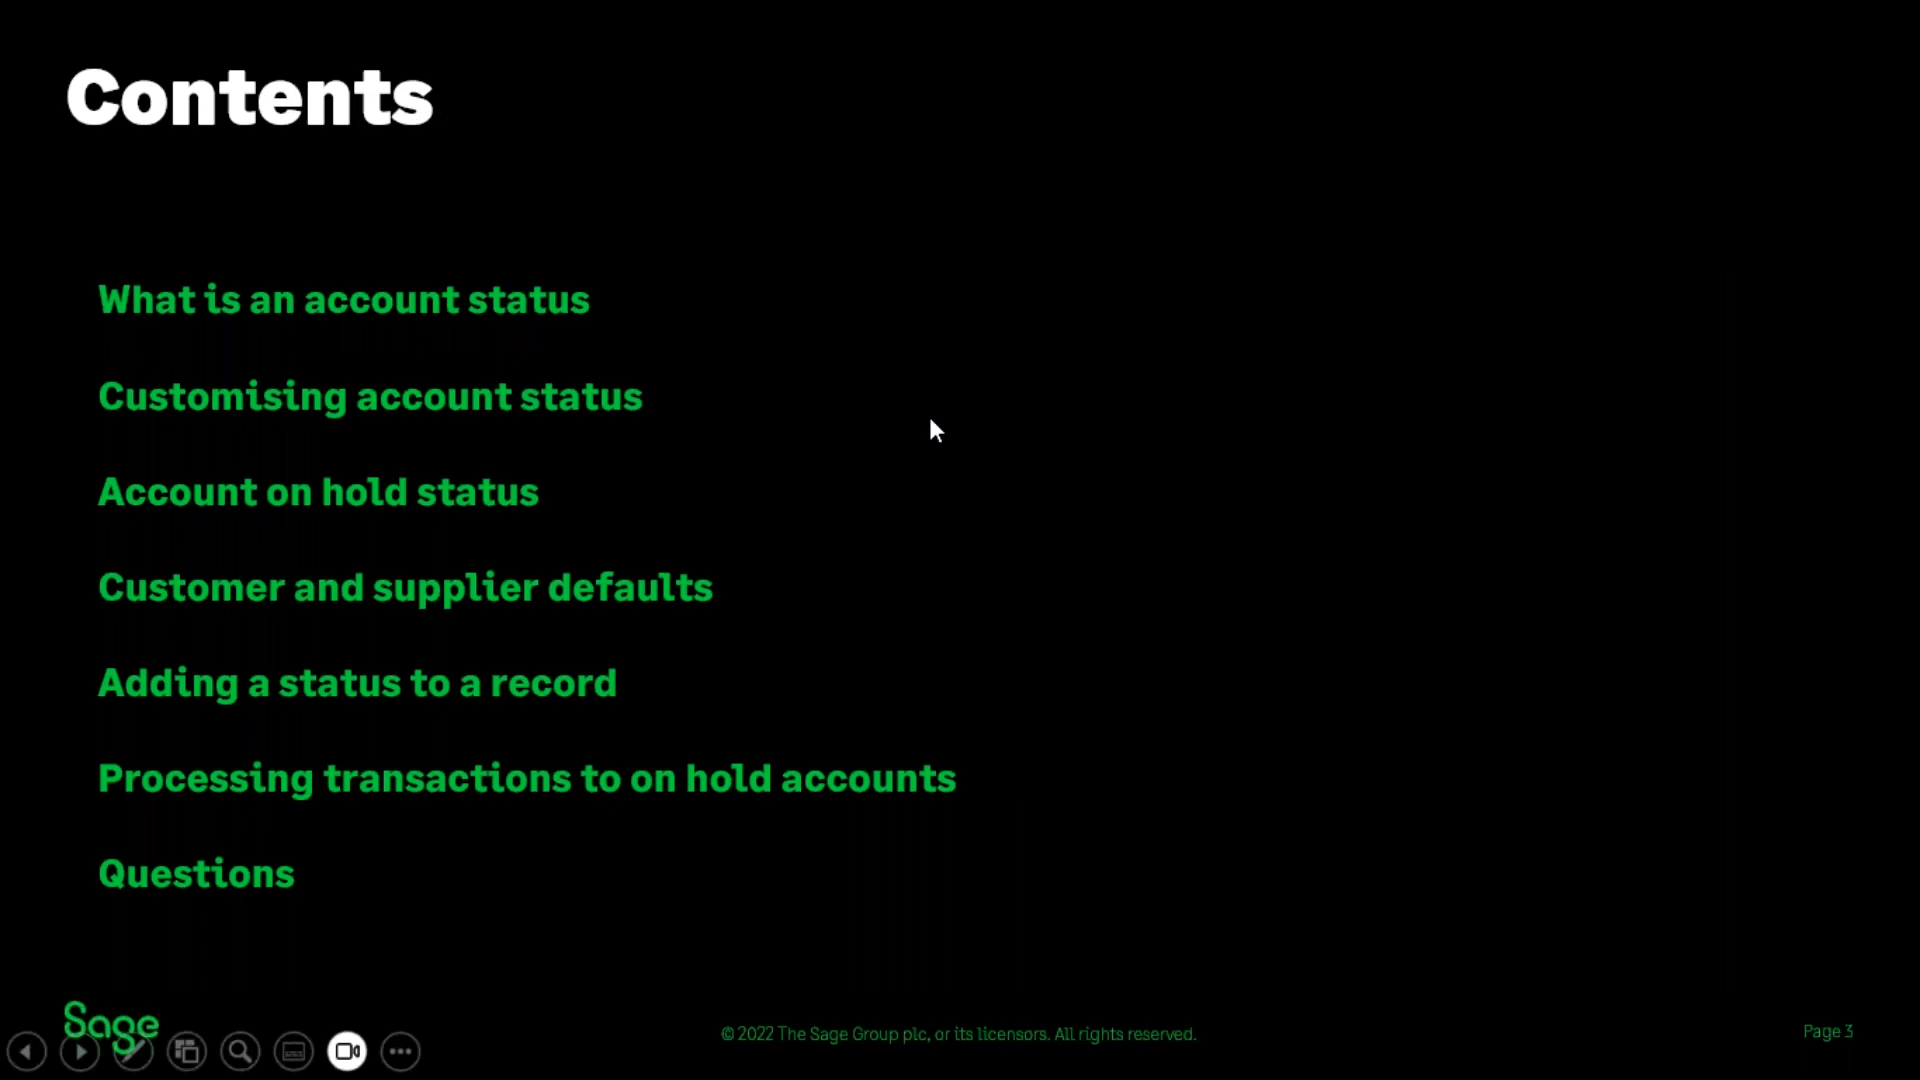 Contents
What is an account status
Customising account status
Account on hold status
Customer and supplier defaults
Adding a status to a record
Processing transactions to on hold accounts
Questions
Sage
© 2022 The Sage Group plc, or its licensors. All rights reserved.
Page 3